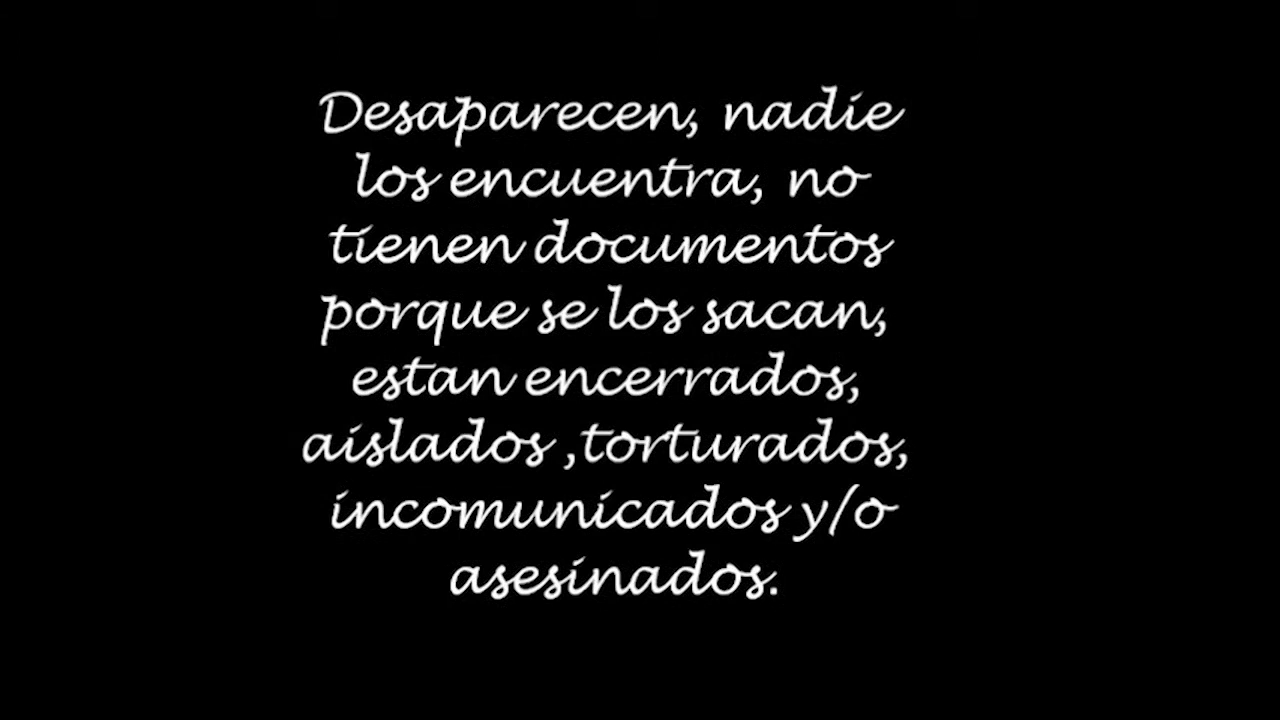 Desaparecen, nadie
los encuentra, no
tienen documentos
porque se los sacan,
estan encerrados,
aislados ,torturados,
incomunicados y/o
asesinados.